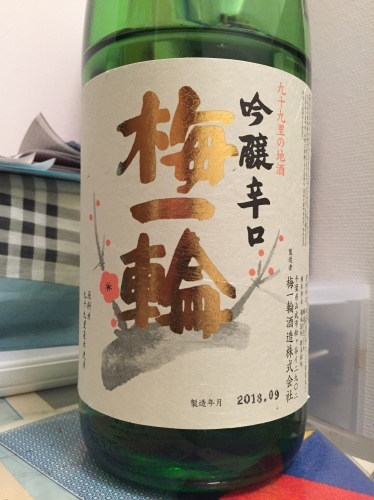 九十九里の地酒
吟醸辛口
梅一輪
製造者
梅一輪酒造株式会社
製造年月
2018.09